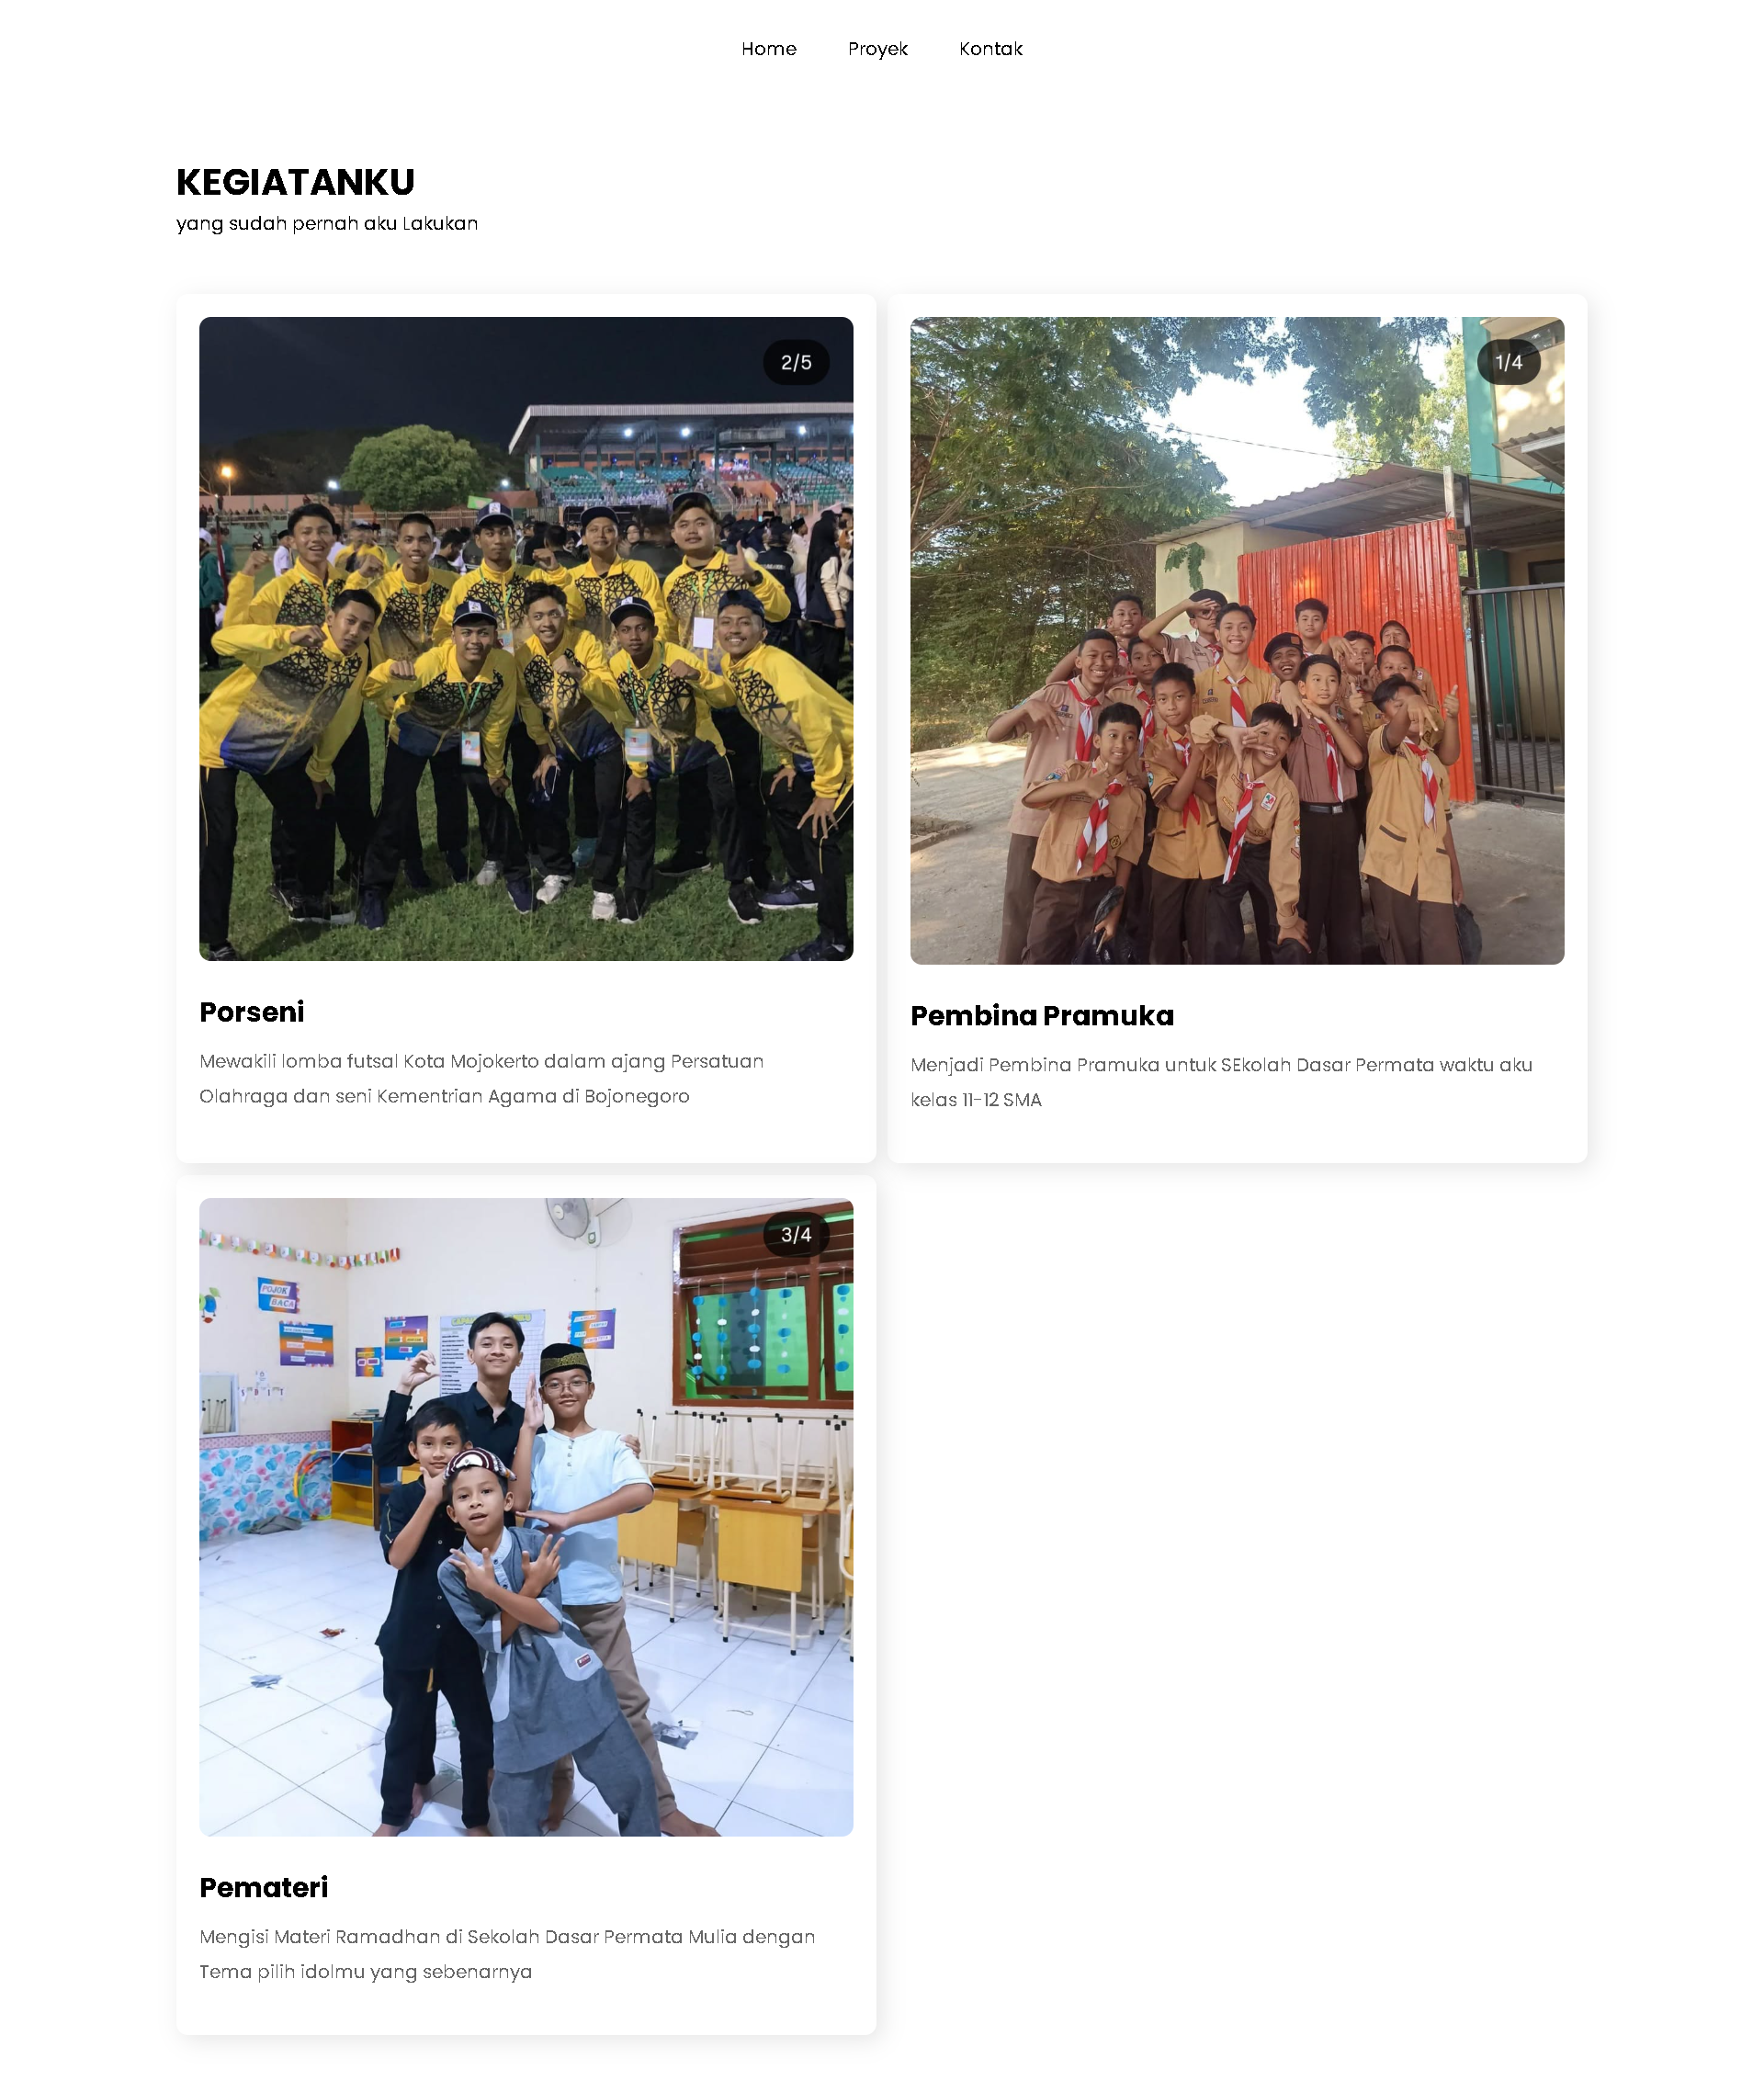 Home Proyek Kontak
KEGIATANKU
yang sudah pernah aku Lakukan
2/5
1/4
Porseni
Mewakili lomba futsal Kota Mojokerto dalam ajang Persatuan
Olahraga dan seni Kementrian Agama di Bojonegoro
Pembina Pramuka
Menjadi Pembina Pramuka untuk SEkolah Dasar Permata waktu aku
kelas 11-12 SMA
3/4
POJOK
BACA
Pemateri
Mengisi Materi Ramadhan di Sekolah Dasar Permata Mulia dengan
Tema pilih idolmu yang sebenarnya